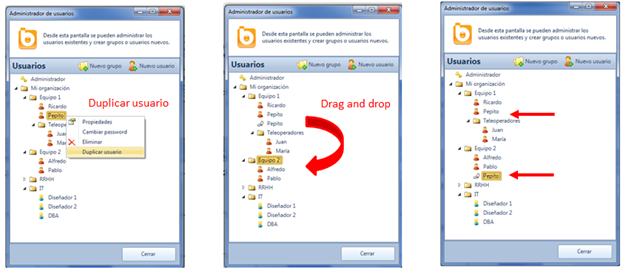 Administrador de usuarios
Desde esta pantalla se pueden administrar los
usuarios existentes y crear grupos o usuarios nuevos.
Usuarios
Nuevo grupo
Nuevo usuario
Administrador
Mi organización
Equipo 1
Ricardo
Pepito
Teleoperadores
Juan
Equipo 2
Alfredo
Pablo
RRHH
IT
Diseñador 1
Diseñador 2
DBA
Propiedades
Cambiar password
Eliminar
Duplicar usuario
Duplicar usuario
Cerrar
Administrador de usuarios
Desde esta pantalla se pueden administrar los
usuarios existentes y crear grupos o usuarios nuevos.
Usuarios
Nuevo grupo
Nuevo usuario
Administrador
Mi organización
Equipo 1
Ricardo
Pepito
Pepito
Teleoperadores
Juan
María
Equipo 2
Alfredo
Pablo
RRHH
IT
Diseñador 1
Diseñador 2
DBA
Drag and drop
Cerrar
Administrador de usuarios
Desde esta pantalla se pueden administrar los
usuarios existentes y crear grupos o usuarios nuevos.
Usuarios
Nuevo grupo
Nuevo usuario
Administrador
Mi organización
Equipo 1
Ricardo
Pepito
Teleoperadores
Juan
María
Equipo 2
Alfredo
Pablo
Pepito
RRHH
IT
Diseñador 1
Diseñador 2
DBA
Cerrar